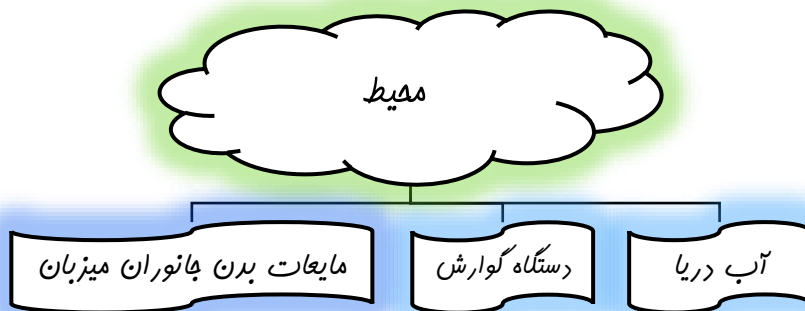 محیط
آب دریا
دستگاه گوارش
مایعات بدن جانوران میزبان